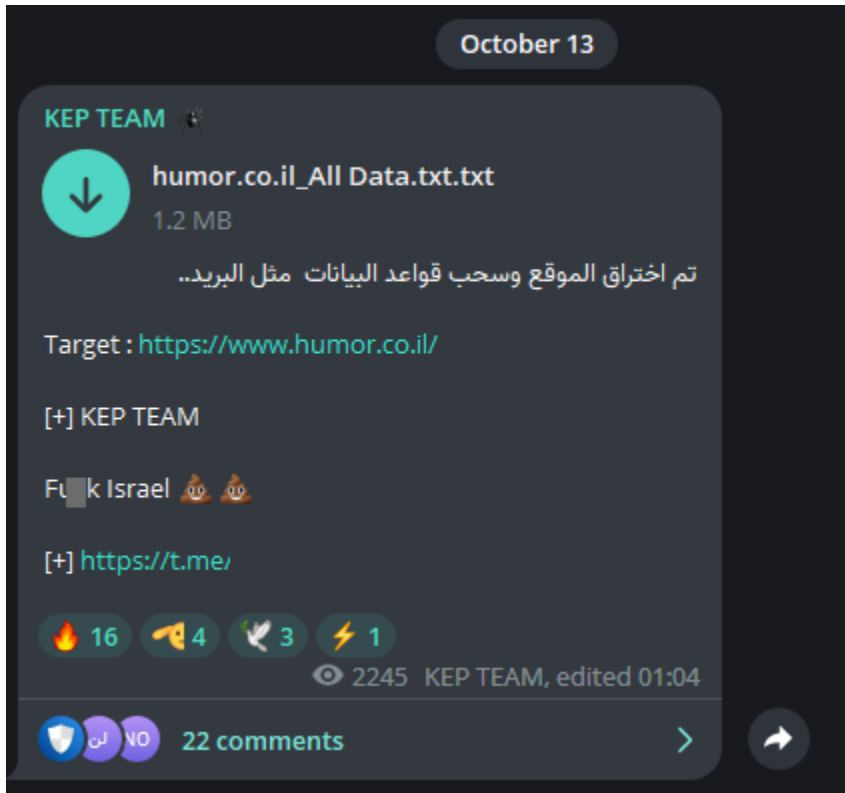 October 13
KEP TEAM
humor.co.il_All Data.txt.txt
1.2 MB
تم اختراق الموقع وسحب قواعد البيانات مثل البريد..
Target : https://www.humor.co.il/
[+] KEP TEAM
Fu k Israel
[+] https://t.me/
16 4 3 1
2245 KEP TEAM, edited 01:04
لن NO 22 comments